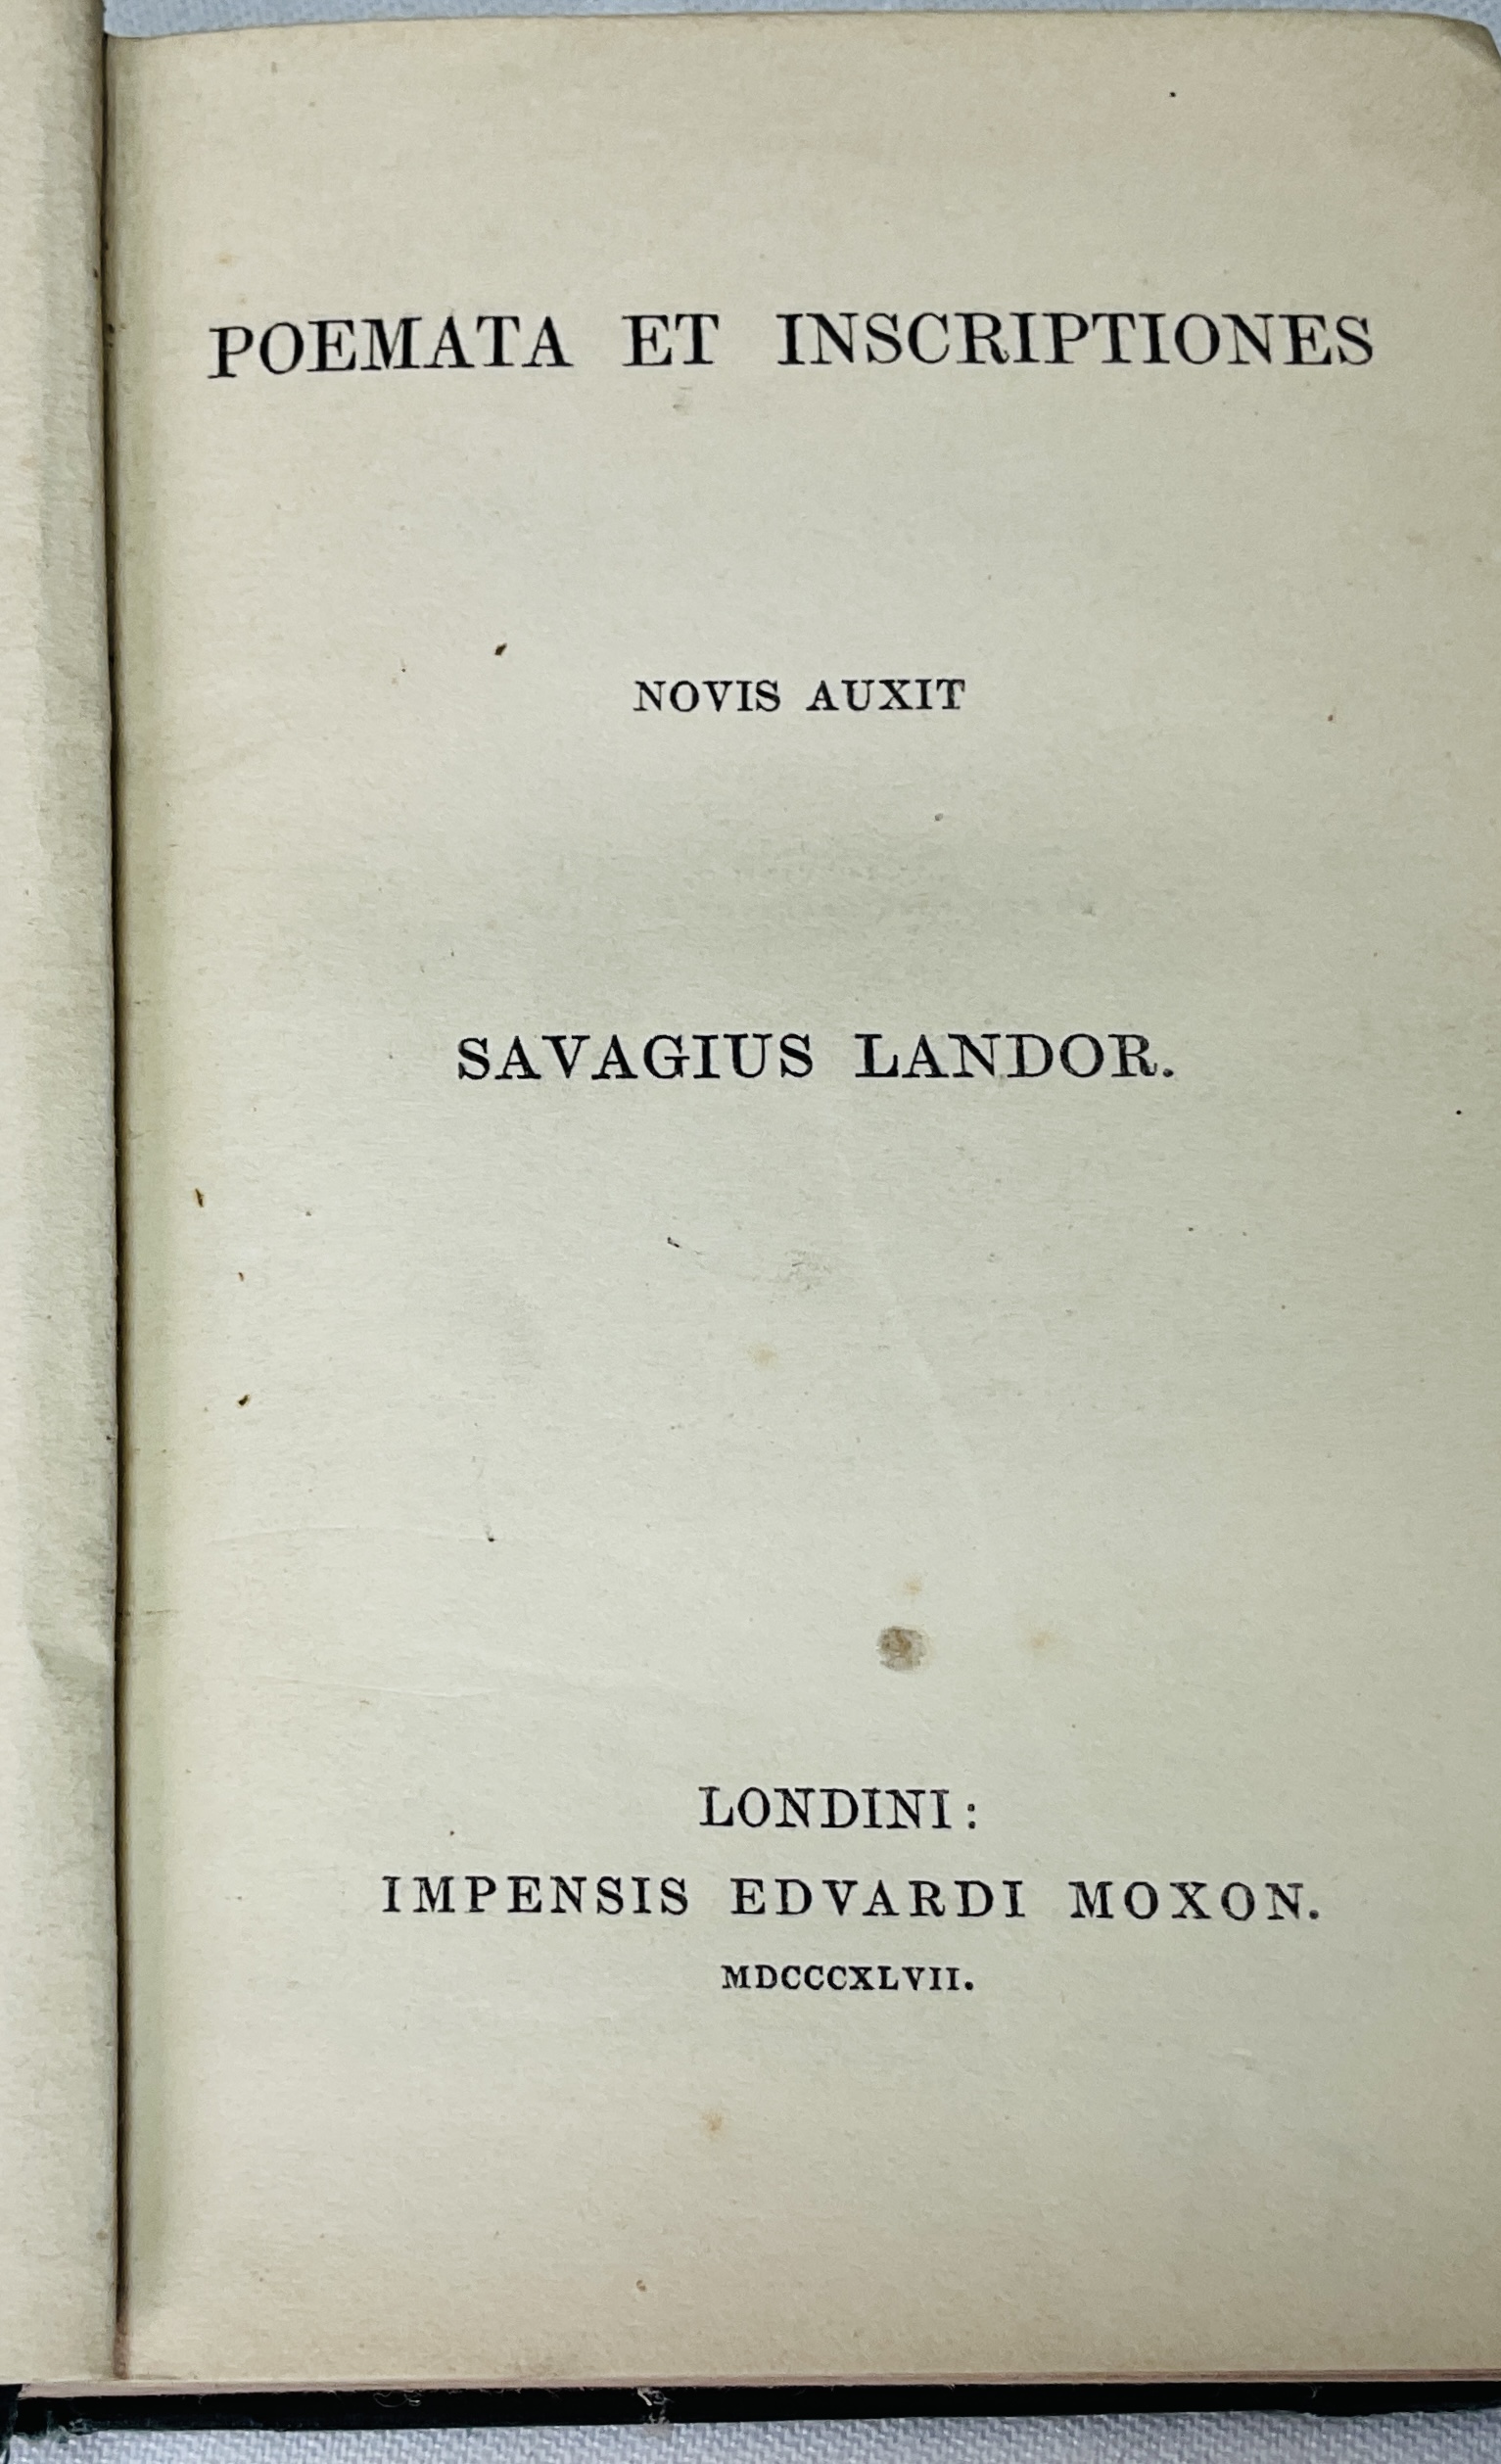 POEMATA ET INSCRIPTIONES
NOVIS AUXIT
SAVAGIUS LANDOR.
LONDINI:
IMPENSIS EDVARDI MOXON.
MDCCCXLVII.